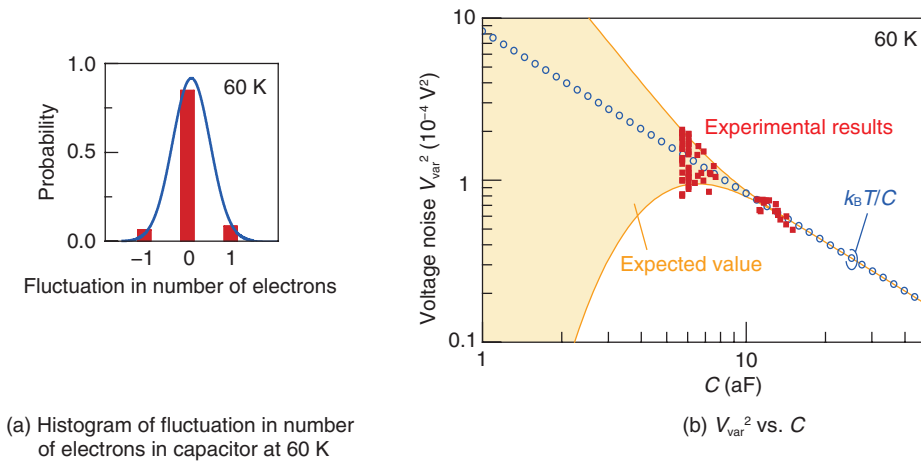 60 K
1.0
0.5
0.0
Probability
−1
0
1
Fluctuation in number of electrons
(a) Histogram of fluctuation in number
of electrons in capacitor at 60 K
60 K
10
1
0.1
Voltage noise Vvar² (10⁻⁴ V²)
Experimental results
kBT/C
Expected value
1
10
C (aF)
(b) Vvar² vs. C